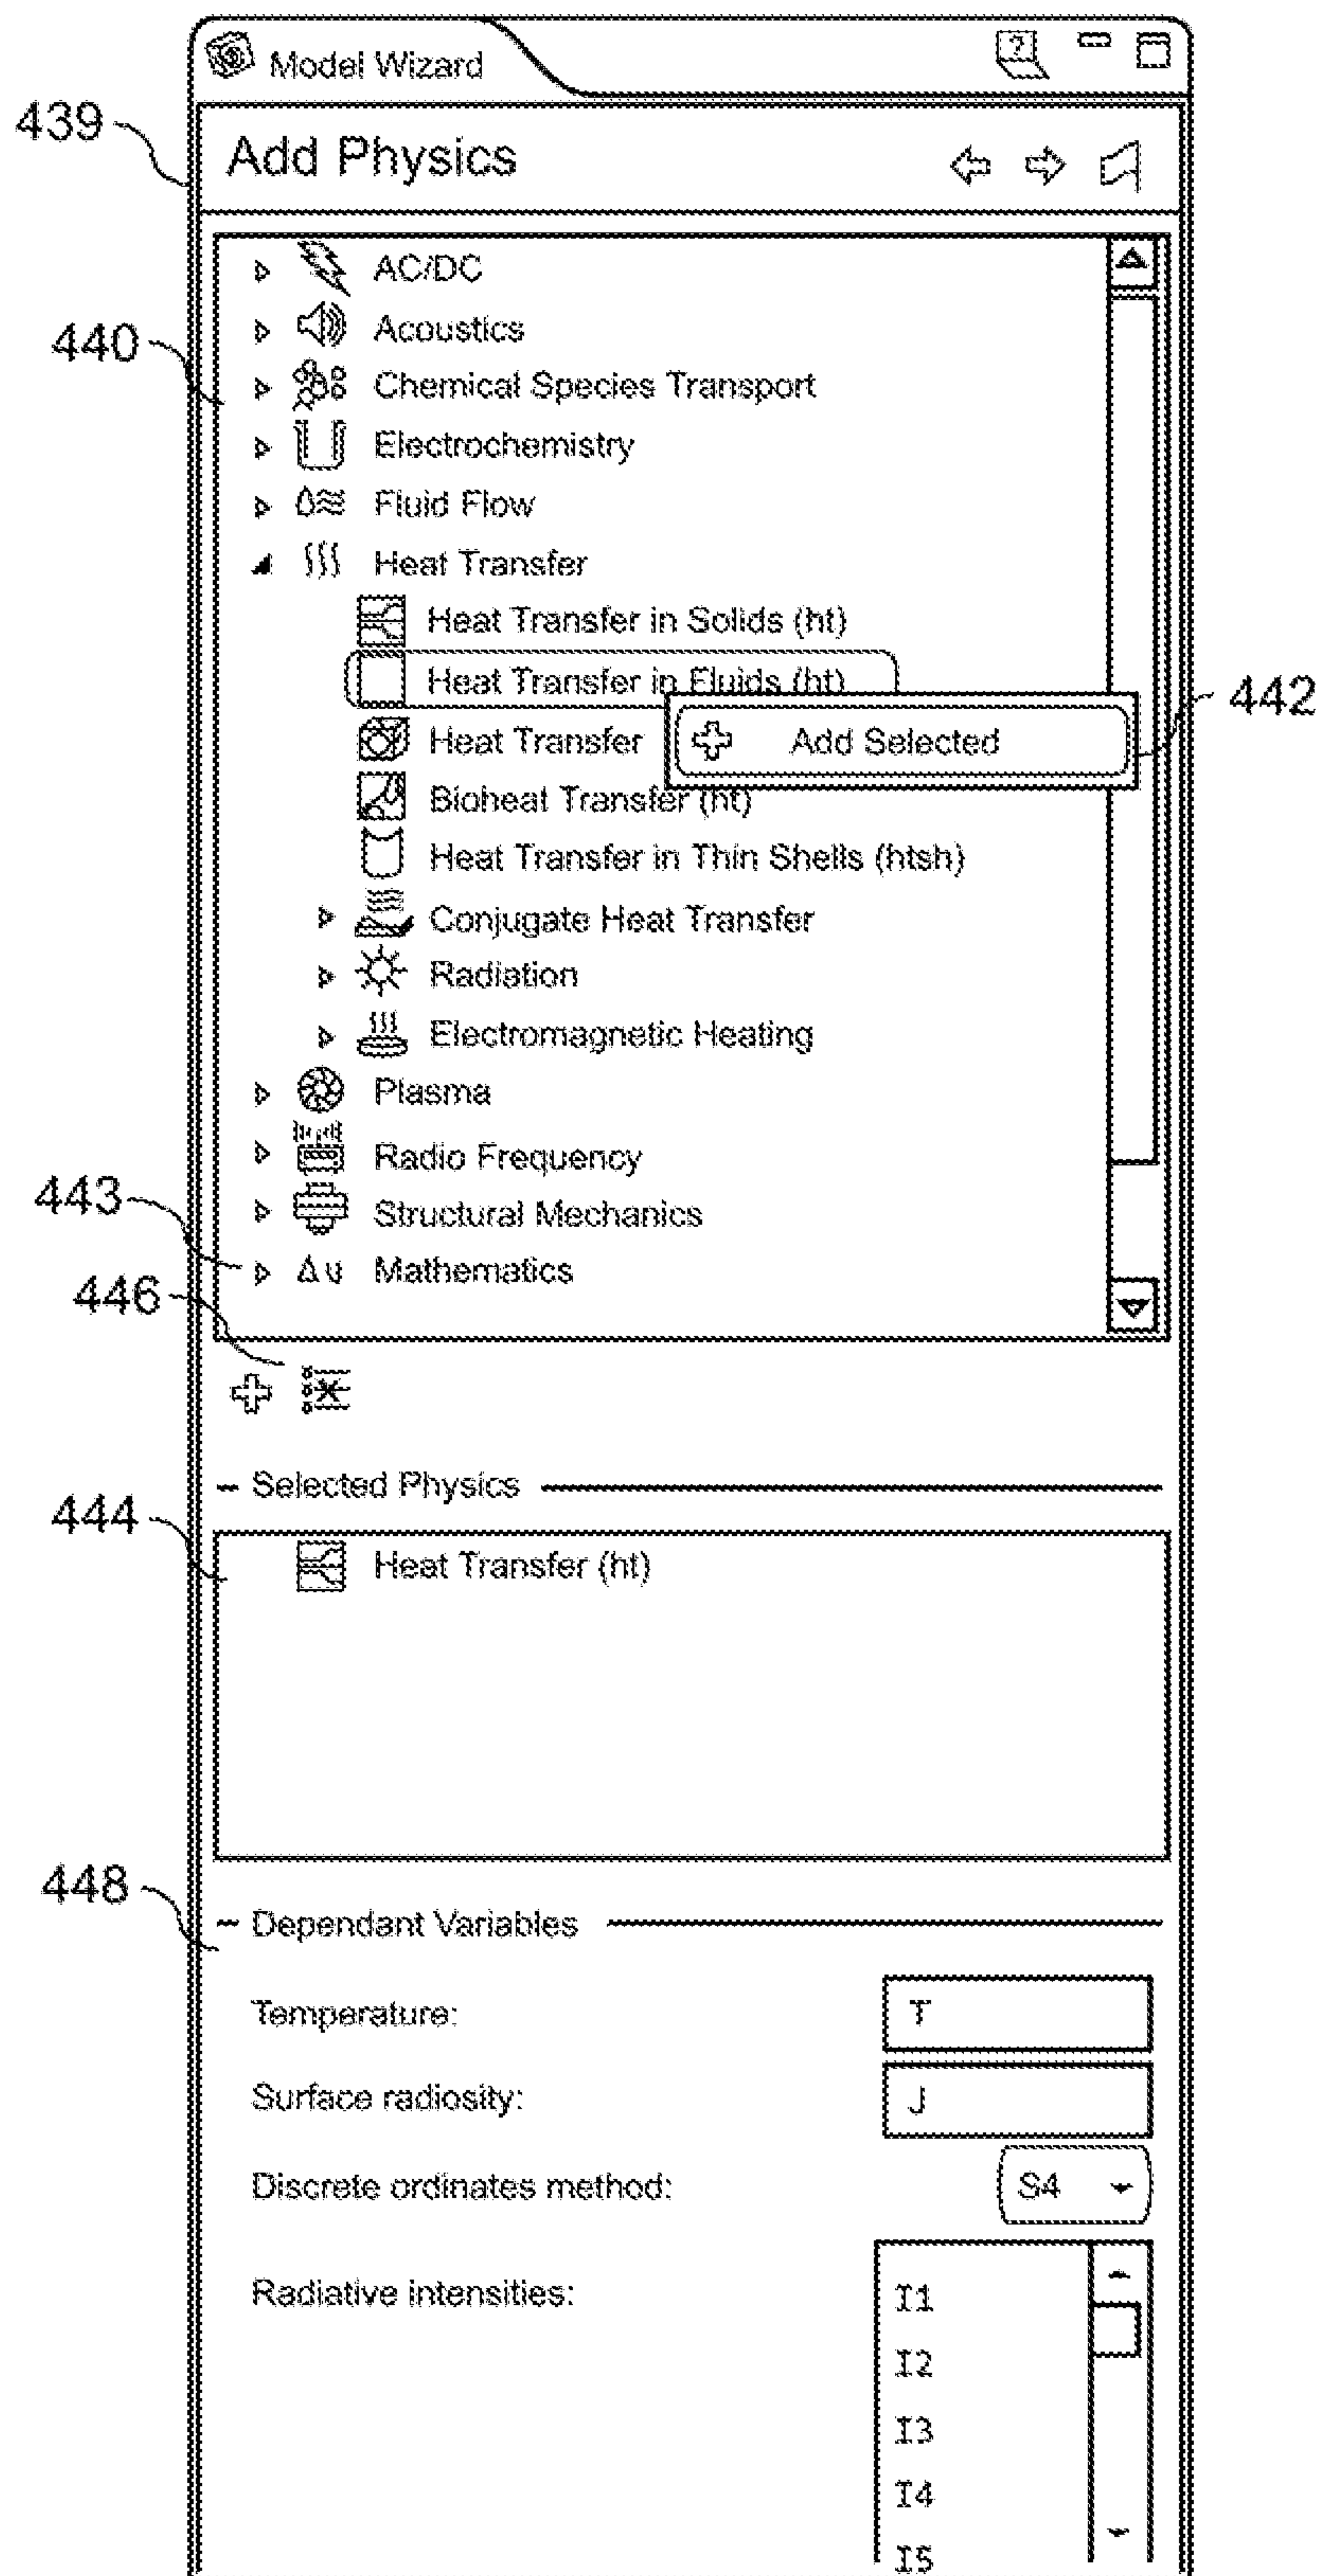 Model Wizard ?
439
Add Physics
AC/DC
Acoustics
440
Chemical Species Transport
Electrochemistry
Fluid Flow
Heat Transfer
Heat Transfer in Solids (ht)
Heat Transfer in Fluids (ht)
442
Heat Transfer
Add Selected
Bioheat Transfer (ht)
Heat Transfer in Thin Shells (htsh)
Conjugate Heat Transfer
Radiation
Electromagnetic Heating
Plasma
Radio Frequency
443
Structural Mechanics
Δu Mathematics
446
Selected Physics
444
Heat Transfer (ht)
448
Dependant Variables
Temperature: T
Surface radiosity: J
Discrete ordinates method: S4
Radiative intensities: I1
I2
I3
I4
I5